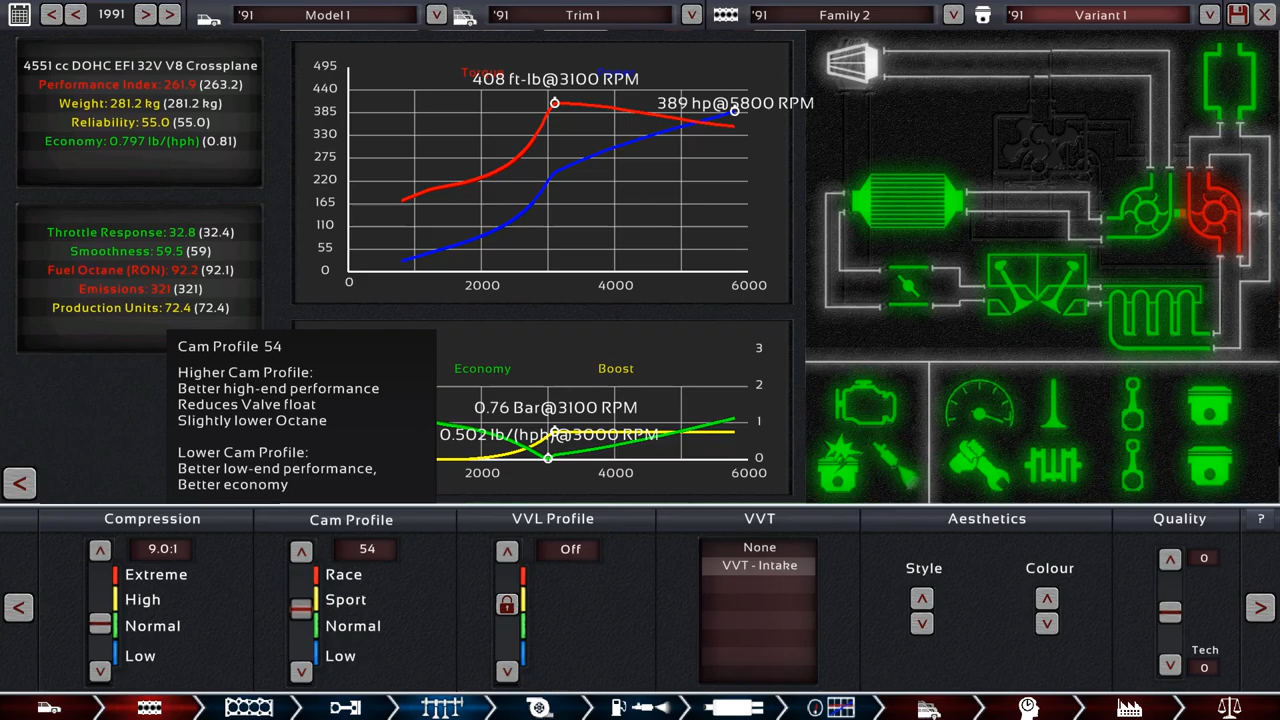 1991
'91 Model 1
'91 Trim 1
'91 Family 2
'91 Variant 1
4551 cc DOHC EFI 32V V8 Crossplane
Performance Index: 261.9 (263.2)
Weight: 281.2 kg (281.2 kg)
Reliability: 55.0 (55.0)
Economy: 0.797 lb/(hph) (0.81)
Throttle Response: 32.8 (32.4)
Smoothness: 59.5 (59)
Fuel Octane (RON): 92.2 (92.1)
Emissions: 321 (321)
Production Units: 72.4 (72.4)
495
440
385
330
275
220
165
110
55
0
0 2000 4000 6000
408 ft-lb@3100 RPM
389 hp@5800 RPM
Economy Boost
3
2
1
0
0.76 Bar@3100 RPM
0.502 lb/(hph)@3000 RPM
2000 4000 6000
Cam Profile 54
Higher Cam Profile:
Better high-end performance
Reduces Valve float
Slightly lower Octane
Lower Cam Profile:
Better low-end performance,
Better economy
Compression
9.0:1
Extreme
High
Normal
Low
Cam Profile
54
Race
Sport
Normal
Low
VVL Profile
Off
VVT
None
VVT - Intake
Aesthetics
Style Colour
Quality
0
Tech
0
?